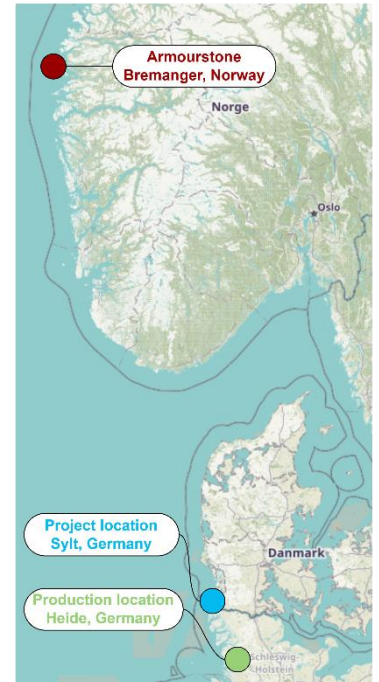 Armourstone
Bremanger, Norway
Norge
Oslo
Project location
Sylt, Germany
Danmark
Production location
Heide, Germany
Schleswig
-Holstein